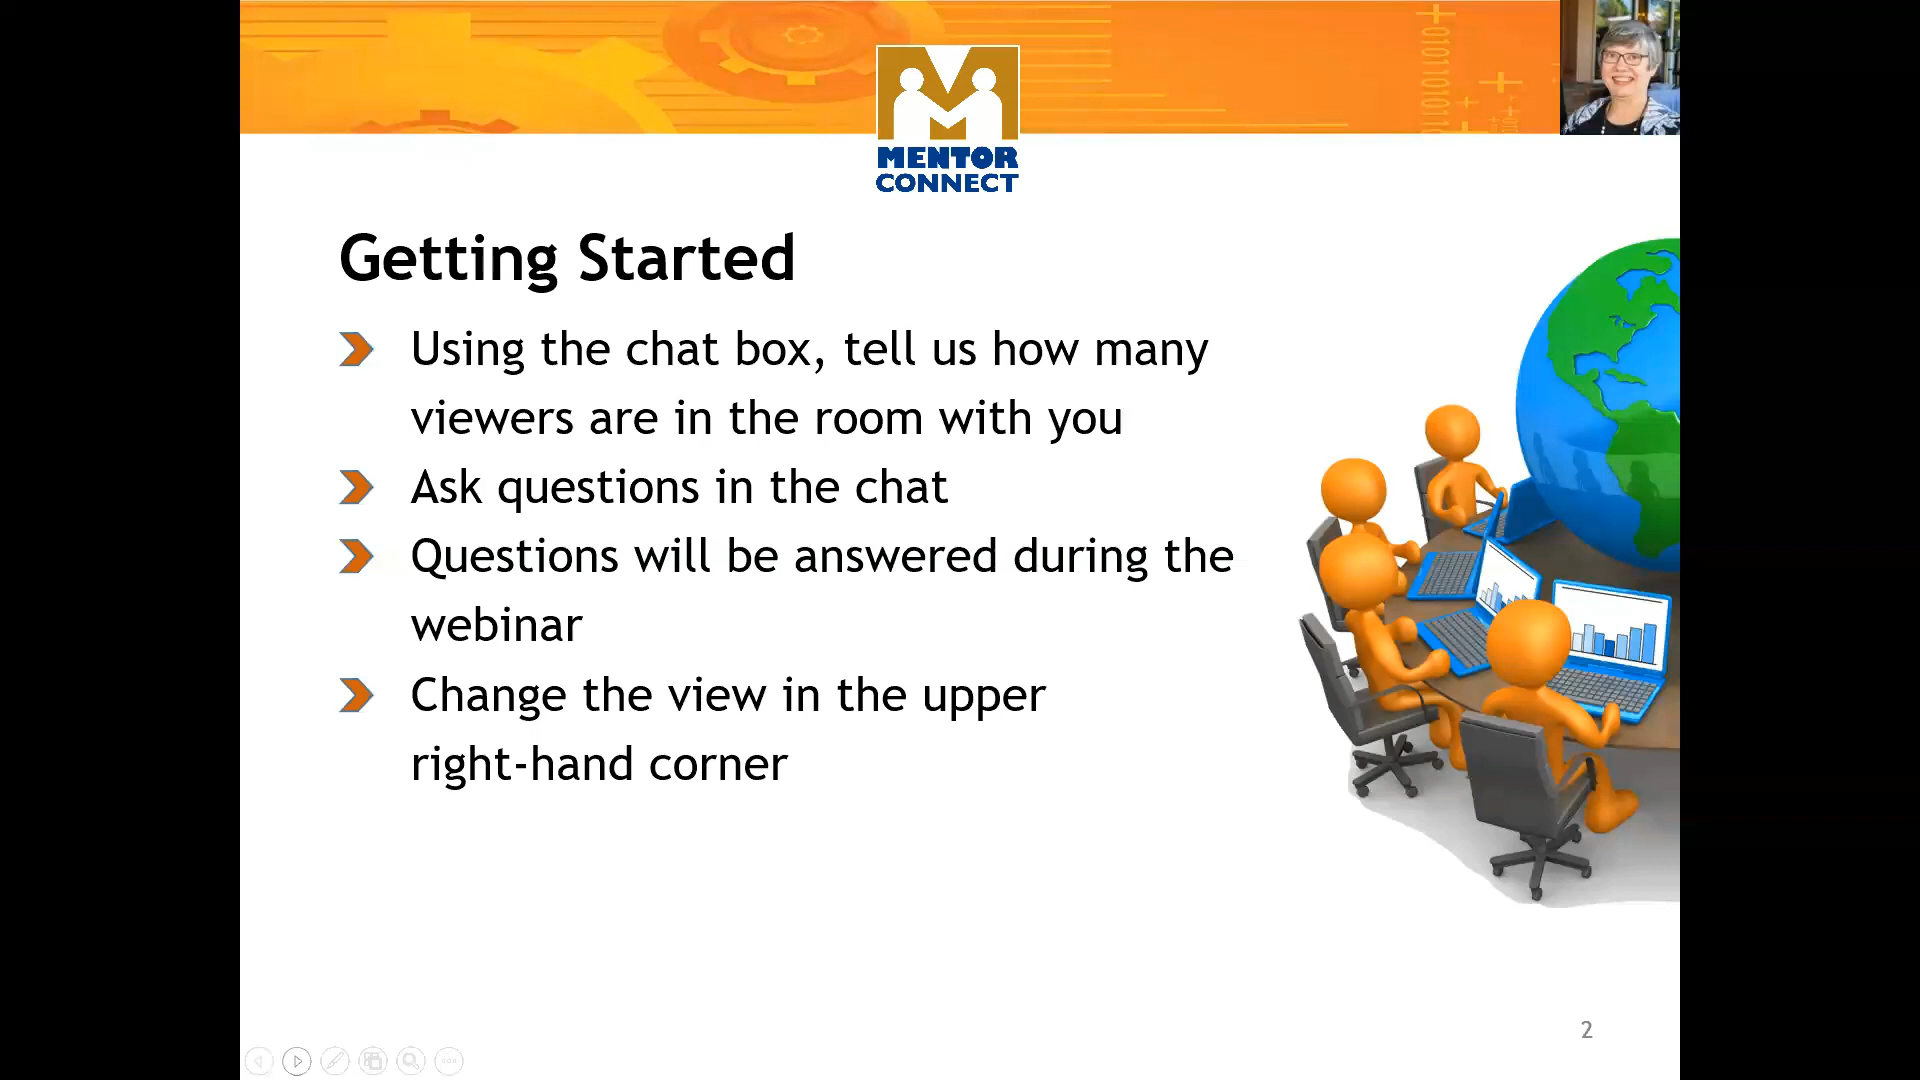 MENTOR
CONNECT
Getting Started
Using the chat box, tell us how many
viewers are in the room with you
Ask questions in the chat
Questions will be answered during the
webinar
Change the view in the upper
right-hand corner
2